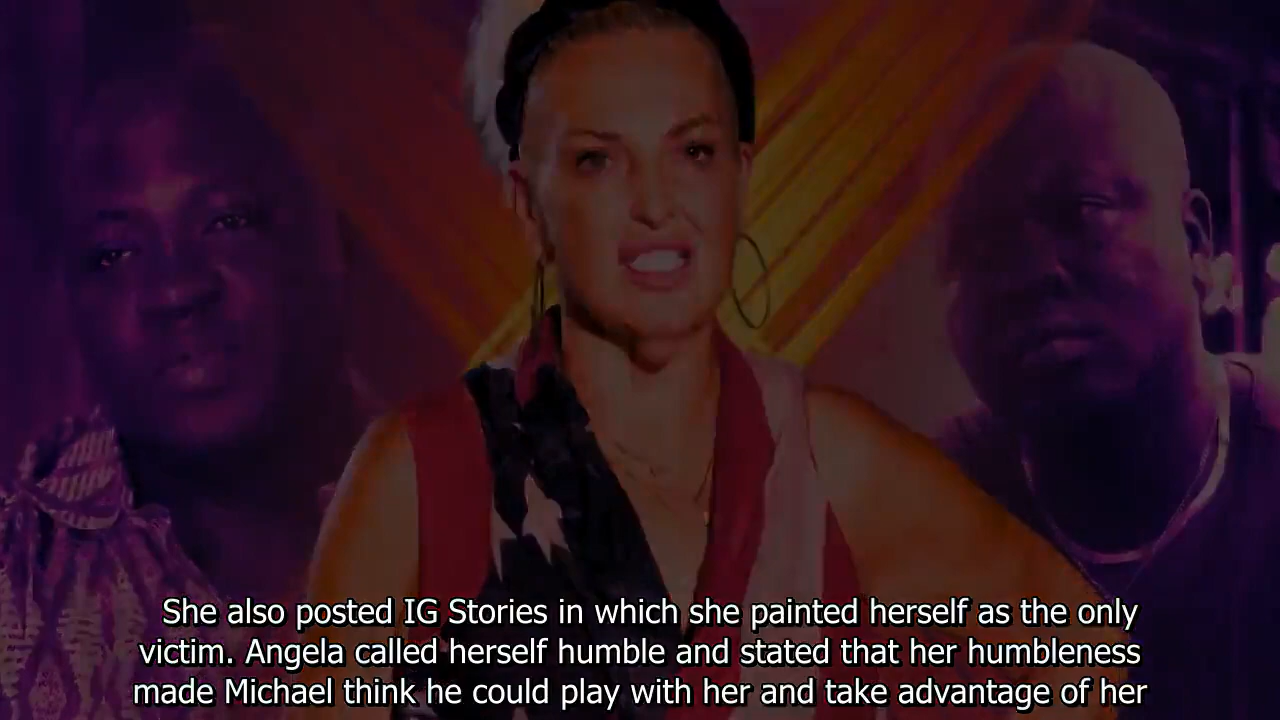 She also posted IG Stories in which she painted herself as the only
victim. Angela called herself humble and stated that her humbleness
made Michael think he could play with her and take advantage of her